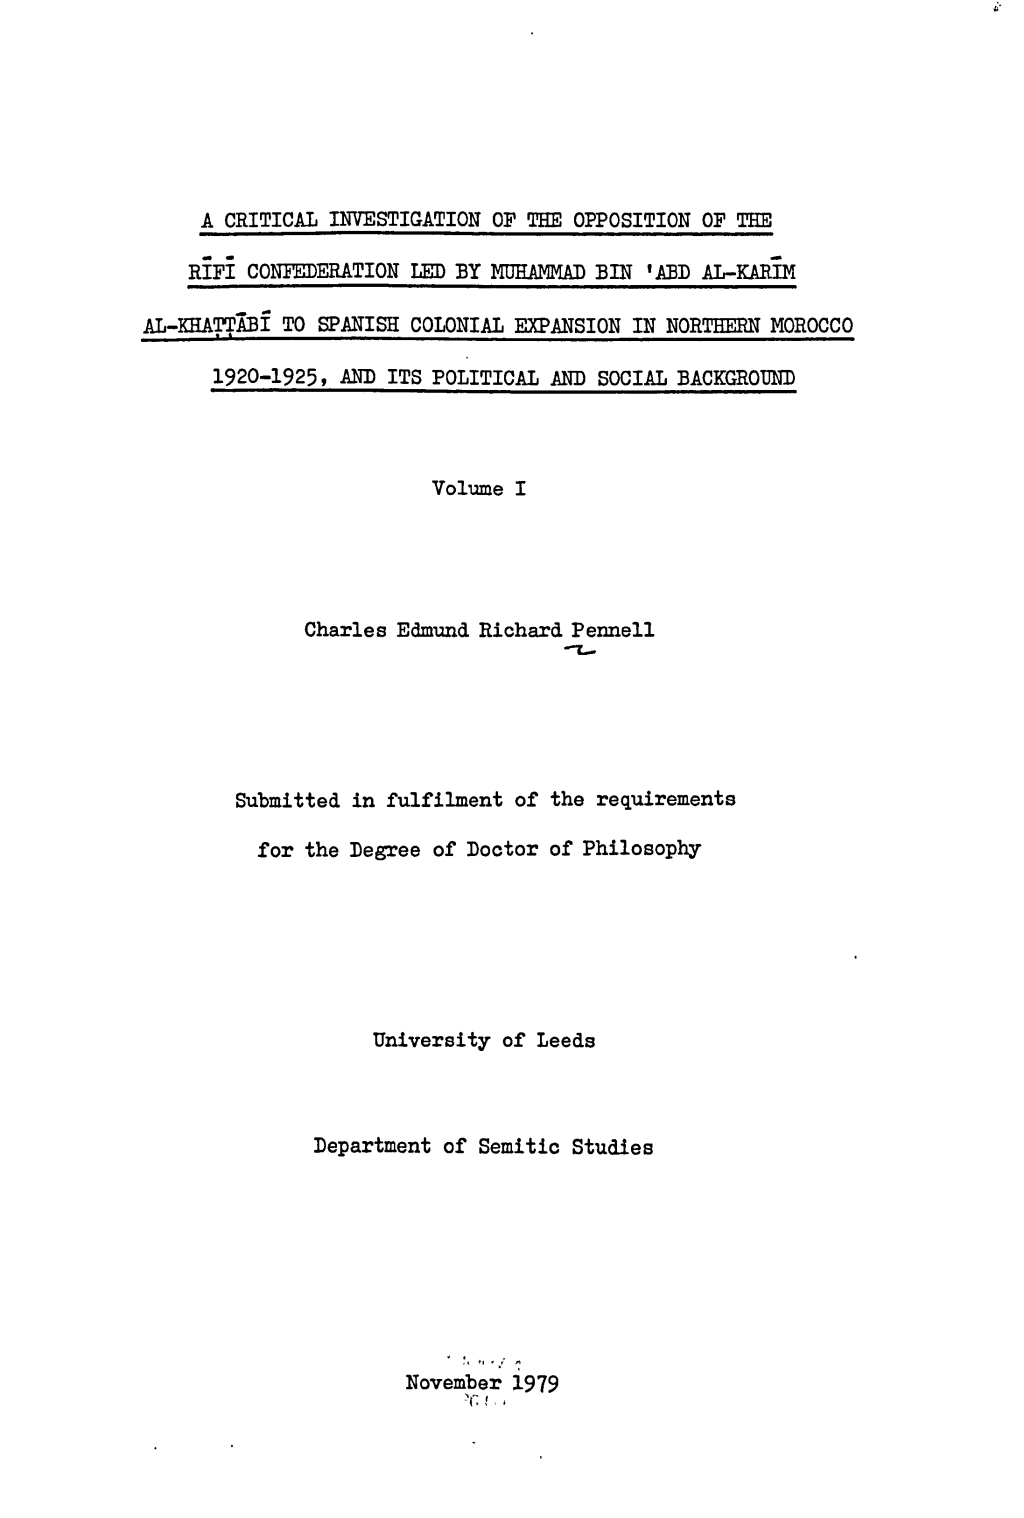 A CRITICAL INVESTIGATION OF THE OPPOSITION OF THE
RĪFĪ CONFEDERATION LED BY MUHAMMAD BIN 'ABD AL-KARĪM
AL-KHAṬṬĀBĪ TO SPANISH COLONIAL EXPANSION IN NORTHERN MOROCCO
1920-1925, AND ITS POLITICAL AND SOCIAL BACKGROUND
Volume I
Charles Edmund Richard Pennell
Submitted in fulfilment of the requirements
for the Degree of Doctor of Philosophy
University of Leeds
Department of Semitic Studies
November 1979